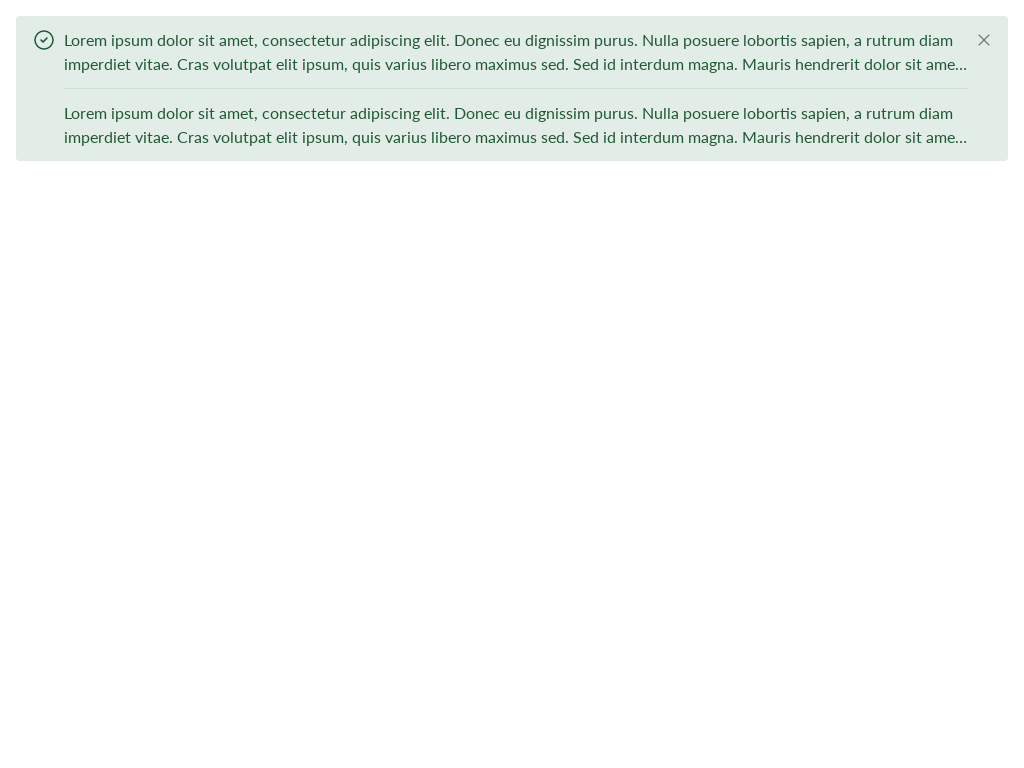 Lorem ipsum dolor sit amet, consectetur adipiscing elit. Donec eu dignissim purus. Nulla posuere lobortis sapien, a rutrum diam
imperdiet vitae. Cras volutpat elit ipsum, quis varius libero maximus sed. Sed id interdum magna. Mauris hendrerit dolor sit ame...
Lorem ipsum dolor sit amet, consectetur adipiscing elit. Donec eu dignissim purus. Nulla posuere lobortis sapien, a rutrum diam
imperdiet vitae. Cras volutpat elit ipsum, quis varius libero maximus sed. Sed id interdum magna. Mauris hendrerit dolor sit ame...